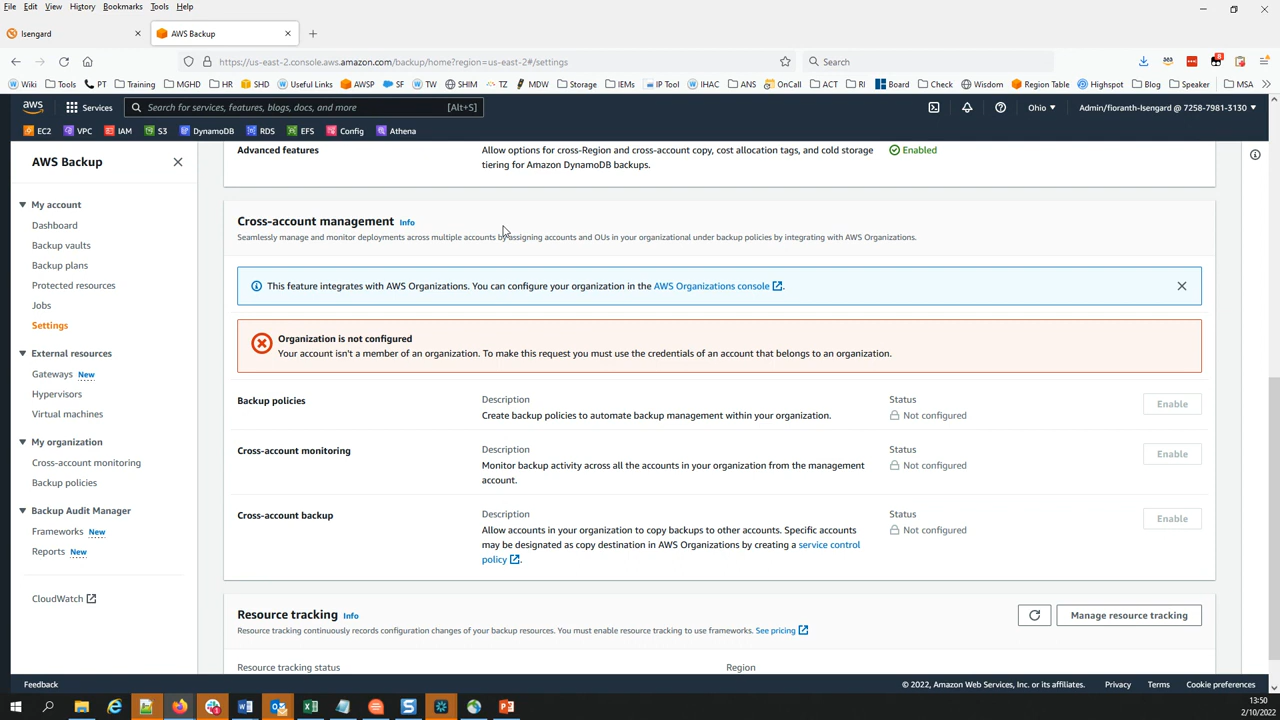 File Edit View History Bookmarks Tools Help
Isengard
AWS Backup
https://us-east-2.console.aws.amazon.com/backup/home?region=us-east-2#/settings
Search
Wiki Tools PT Training MGHD HR SHD Useful Links AWSP SF TW SHIM TZ MDW Storage IEMs IP Tool IHAC ANS OnCall ACT RI Board Check Wisdom Region Table Highspot Blog Speaker MSA
aws Services Search for services, features, blogs, docs, and more [Alt+S] Ohio Admin/fioranth-Isengard @ 7258-7981-3130
EC2 VPC IAM S3 DynamoDB RDS EFS Config Athena
AWS Backup
My account
Dashboard
Backup vaults
Backup plans
Protected resources
Jobs
Settings
External resources
Gateways New
Hypervisors
Virtual machines
My organization
Cross-account monitoring
Backup policies
Backup Audit Manager
Frameworks New
Reports New
CloudWatch
Advanced features
Allow options for cross-Region and cross-account copy, cost allocation tags, and cold storage
tiering for Amazon DynamoDB backups.
Enabled
Cross-account management Info
Seamlessly manage and monitor deployments across multiple accounts by assigning accounts and OUs in your organizational under backup policies by integrating with AWS Organizations.
This feature integrates with AWS Organizations. You can configure your organization in the AWS Organizations console.
Organization is not configured
Your account isn't a member of an organization. To make this request you must use the credentials of an account that belongs to an organization.
Backup policies
Description
Create backup policies to automate backup management within your organization.
Status
Not configured
Enable
Cross-account monitoring
Description
Monitor backup activity across all the accounts in your organization from the management
account.
Status
Not configured
Enable
Cross-account backup
Description
Allow accounts in your organization to copy backups to other accounts. Specific accounts
may be designated as copy destination in AWS Organizations by creating a service control
policy.
Status
Not configured
Enable
Resource tracking Info
Resource tracking continuously records configuration changes of your backup resources. You must enable resource tracking to use frameworks. See pricing
Manage resource tracking
Resource tracking status
Region
Feedback
© 2022, Amazon Web Services, Inc. or its affiliates. Privacy Terms Cookie preferences
13:50
2/10/2022